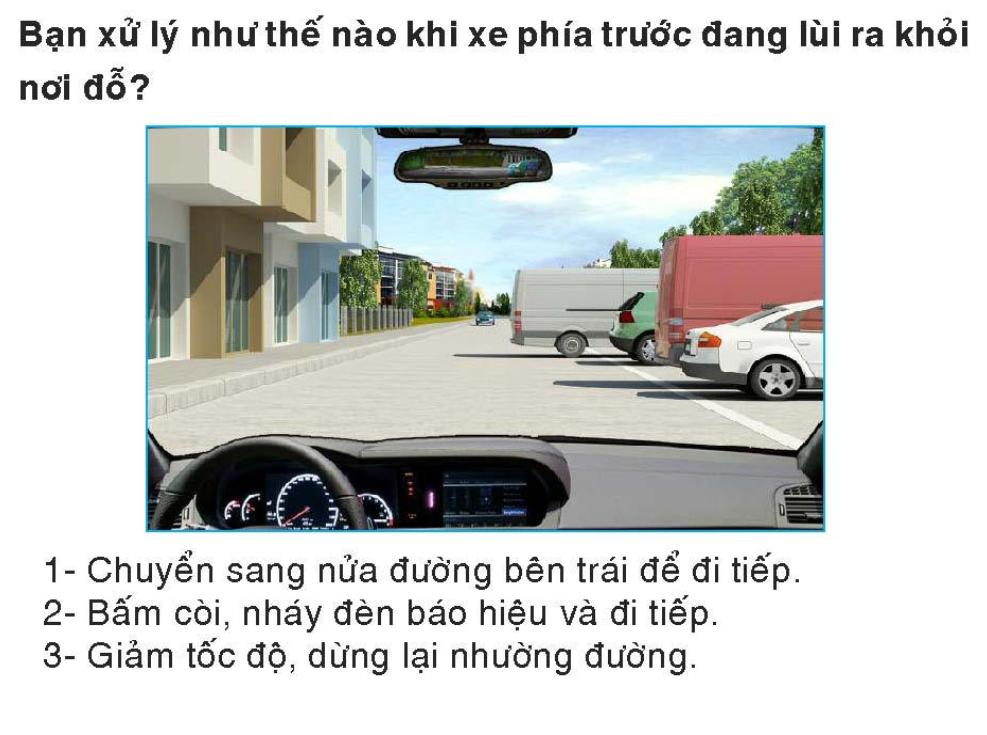 Bạn xử lý như thế nào khi xe phía trước đang lùi ra khỏi
nơi đỗ?
1- Chuyển sang nửa đường bên trái để đi tiếp.
2- Bấm còi, nháy đèn báo hiệu và đi tiếp.
3- Giảm tốc độ, dừng lại nhường đường.